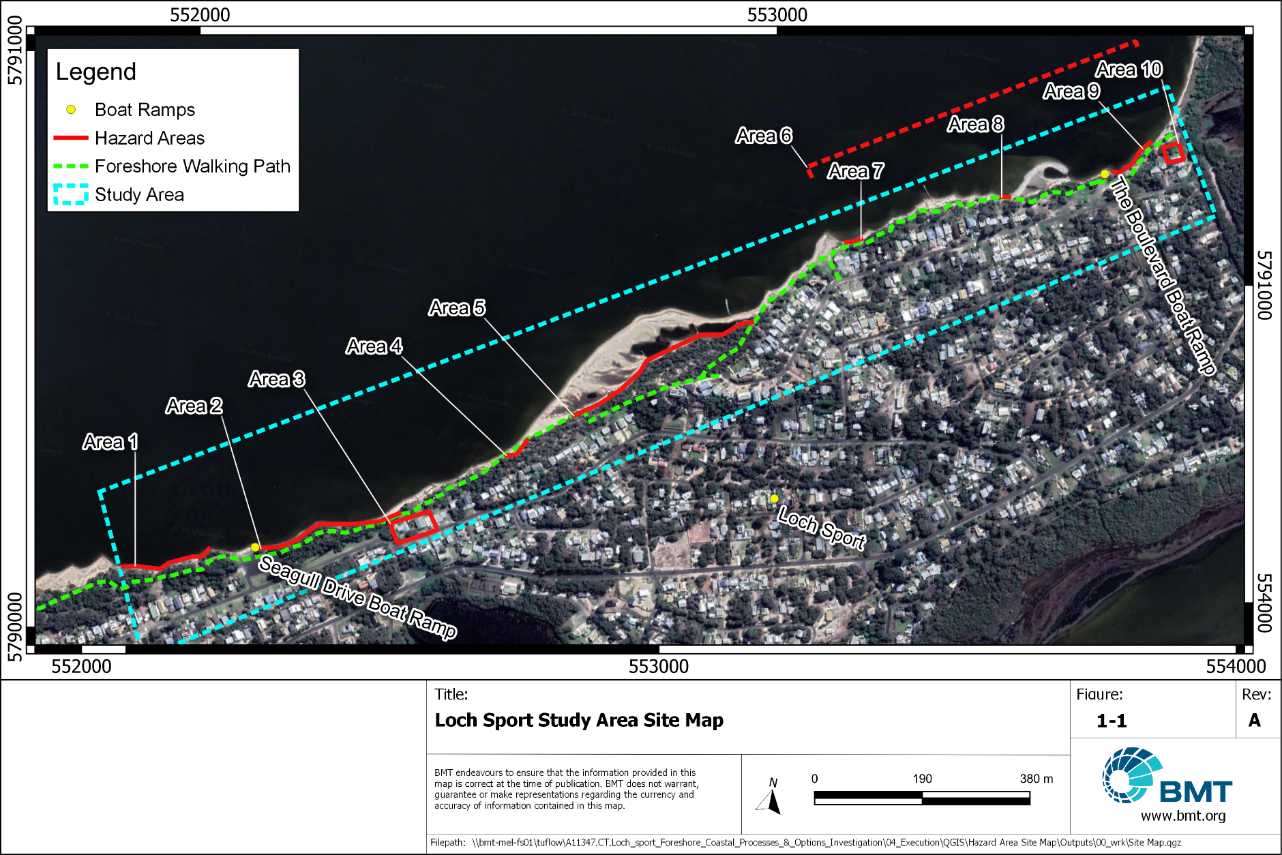 552000
553000
5791000
Legend
Boat Ramps
Hazard Areas
Foreshore Walking Path
Study Area
Area 10
Area 9
Area 8
Area 6
Area 7
Area 5
Area 4
Area 3
Area 2
Area 1
The Boulevard Boat Ramp
Loch Sport
Seagull Drive Boat Ramp
5791000
5790000
554000
552000
553000
554000
Title:
Loch Sport Study Area Site Map
Figure:
1-1
Rev:
A
BMT endeavours to ensure that the information provided in this
map is correct at the time of publication. BMT does not warrant,
guarantee or make representations regarding the currency and
accuracy of information contained in this map.
N
0 190 380 m
BMT
www.bmt.org
Filepath: \\bmt-mel-fs01\tuflow\A11347.CT.Loch_sport_Foreshore_Coastal_Processes_&_Options_Investigation\04_Execution\QGIS\Hazard Area Site Map\Outputs\00_wrk\Site Map.qgz